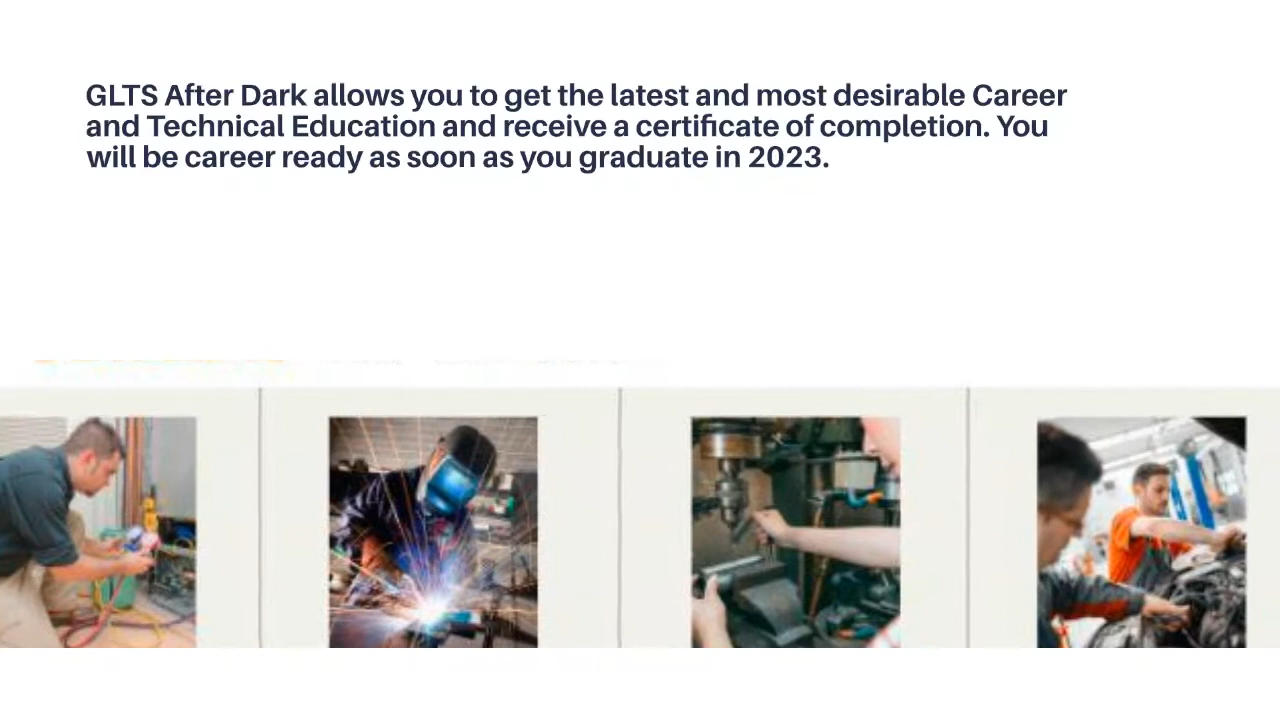 GLTS After Dark allows you to get the latest and most desirable Career
and Technical Education and receive a certificate of completion. You
will be career ready as soon as you graduate in 2023.